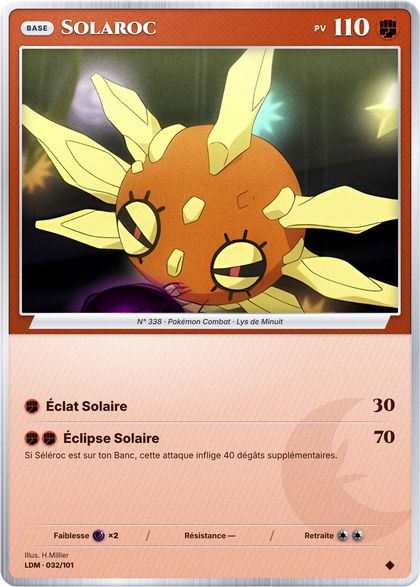 BASE SOLAROC PV 110
N° 338 · Pokémon Combat · Lys de Minuit
Éclat Solaire 30
Éclipse Solaire 70
Si Séléroc est sur ton Banc, cette attaque inflige 40 dégâts supplémentaires.
Faiblesse ×2 / Résistance — / Retraite
Illus. H.Millier
LDM · 032/101